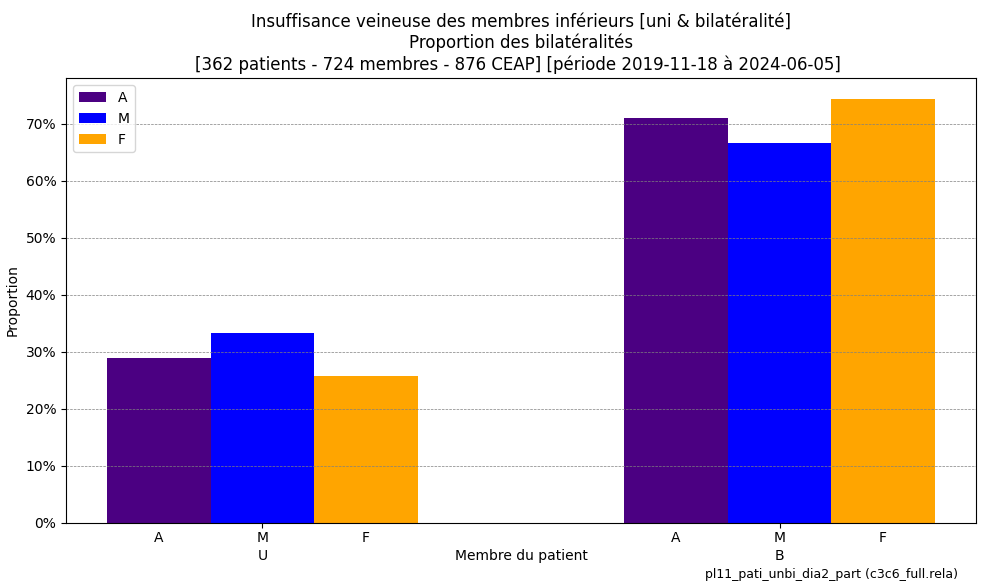 Insuffisance veineuse des membres inférieurs [uni & bilatéralité]
Proportion des bilatéralités
[362 patients - 724 membres - 876 CEAP] [période 2019-11-18 à 2024-06-05]
A
M
F
70%
60%
50%
40%
30%
20%
10%
0%
Proportion
A M F A M F
U Membre du patient B
pl11_pati_unbi_dia2_part (c3c6_full.rela)